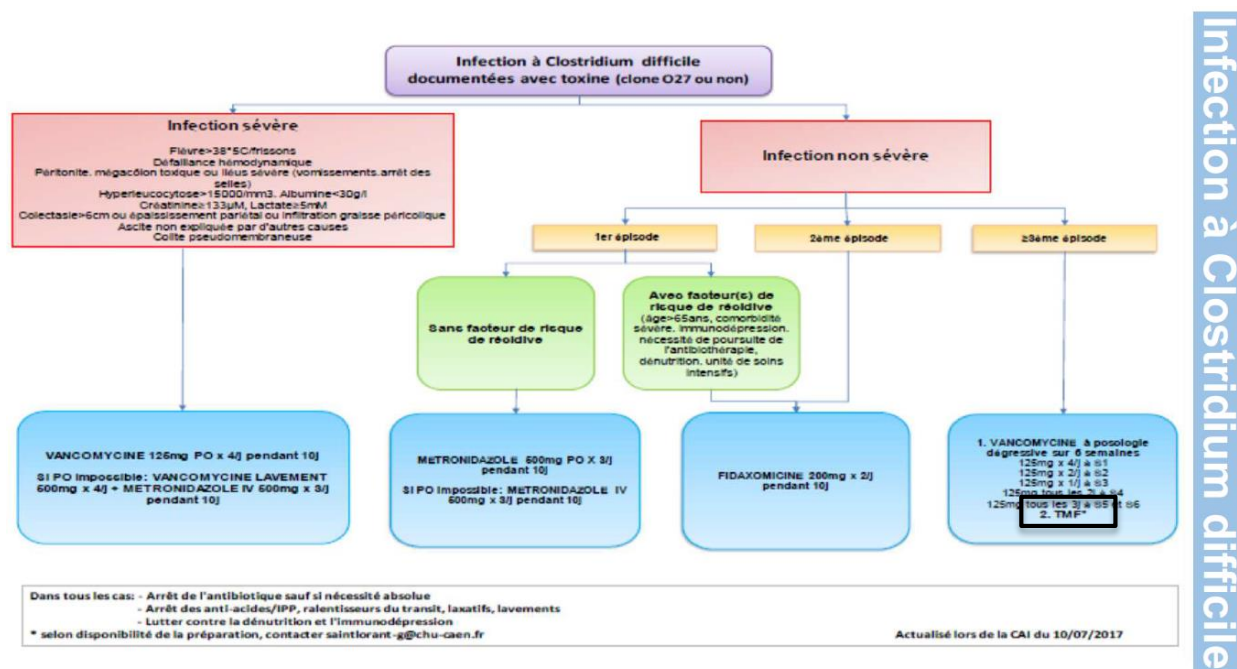 Infection à Clostridium difficile
Infection à Clostridium difficile
documentées avec toxine (clone O27 ou non)
Infection sévère
Fièvre>38°5C/frissons
Défaillance hémodynamique
Péritonite. mégacôlon toxique ou iléus sévère (vomissements.arrêt des
selles)
Hyperleucocytose>15000/mm3. Albumine<30g/l
Créatinine≥133µM, Lactate≥5mM
Colectasie>6cm ou épaississement pariétal ou infiltration graisse péricolique
Ascite non expliquée par d'autres causes
Colite pseudomembraneuse
Infection non sévère
1er épisode
2ème épisode
≥3ème épisode
Sans facteur de risque
de récidive
Avec facteur(s) de
risque de récidive
(âge>65ans, comorbidité
sévère. immunodépression.
nécessité de poursuite de
l'antibiothérapie,
dénutrition. unité de soins
intensifs)
VANCOMYCINE 125mg PO x 4/j pendant 10j
SI PO Impossible: VANCOMYCINE LAVEMENT
500mg x 4/j + METRONIDAZOLE IV 500mg x 3/j
pendant 10j
METRONIDAZOLE 500mg PO X 3/j
pendant 10j
SI PO Impossible: METRONIDAZOLE IV
500mg x 3/j pendant 10j
FIDAXOMICINE 200mg x 2/j
pendant 10j
1. VANCOMYCINE à posologie
dégressive sur 6 semaines
125mg x 4/j à S1
125mg x 2/j à S2
125mg x 1/j à S3
125mg tous les 2j à S4
125mg tous les 3j à S5 et S6
2. TMF*
Dans tous les cas: - Arrêt de l'antibiotique sauf si nécessité absolue
- Arrêt des anti-acides/IPP, ralentisseurs du transit, laxatifs, lavements
- Lutter contre la dénutrition et l'immunodépression
* selon disponibilité de la préparation, contacter saintlorant-g@chu-caen.fr
Actualisé lors de la CAI du 10/07/2017